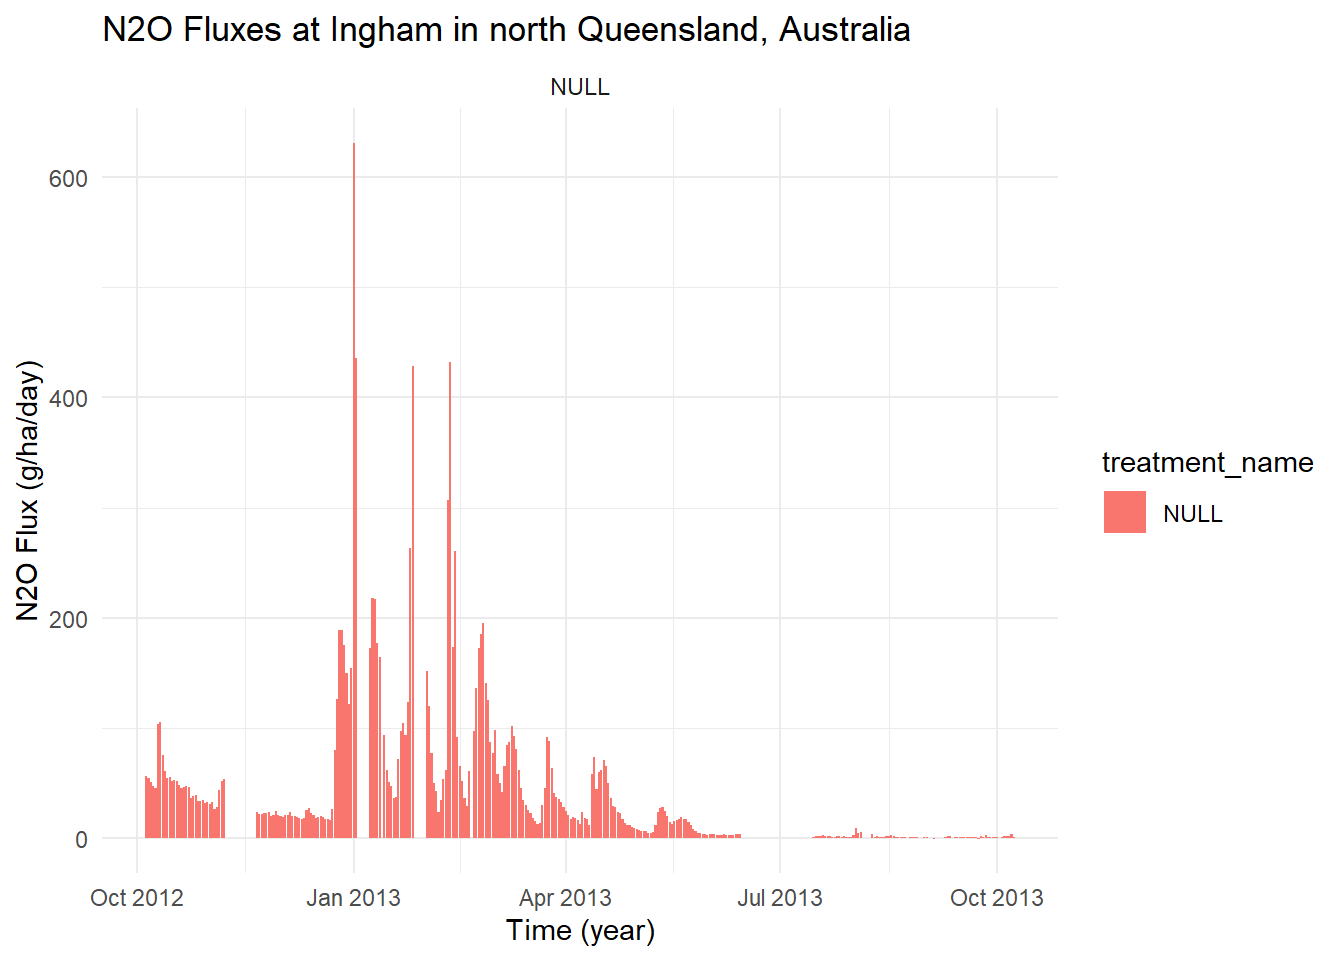 N2O Fluxes at Ingham in north Queensland, Australia
NULL
600
400
200
0
N2O Flux (g/ha/day)
Oct 2012
Jan 2013
Apr 2013
Jul 2013
Oct 2013
Time (year)
treatment_name
NULL